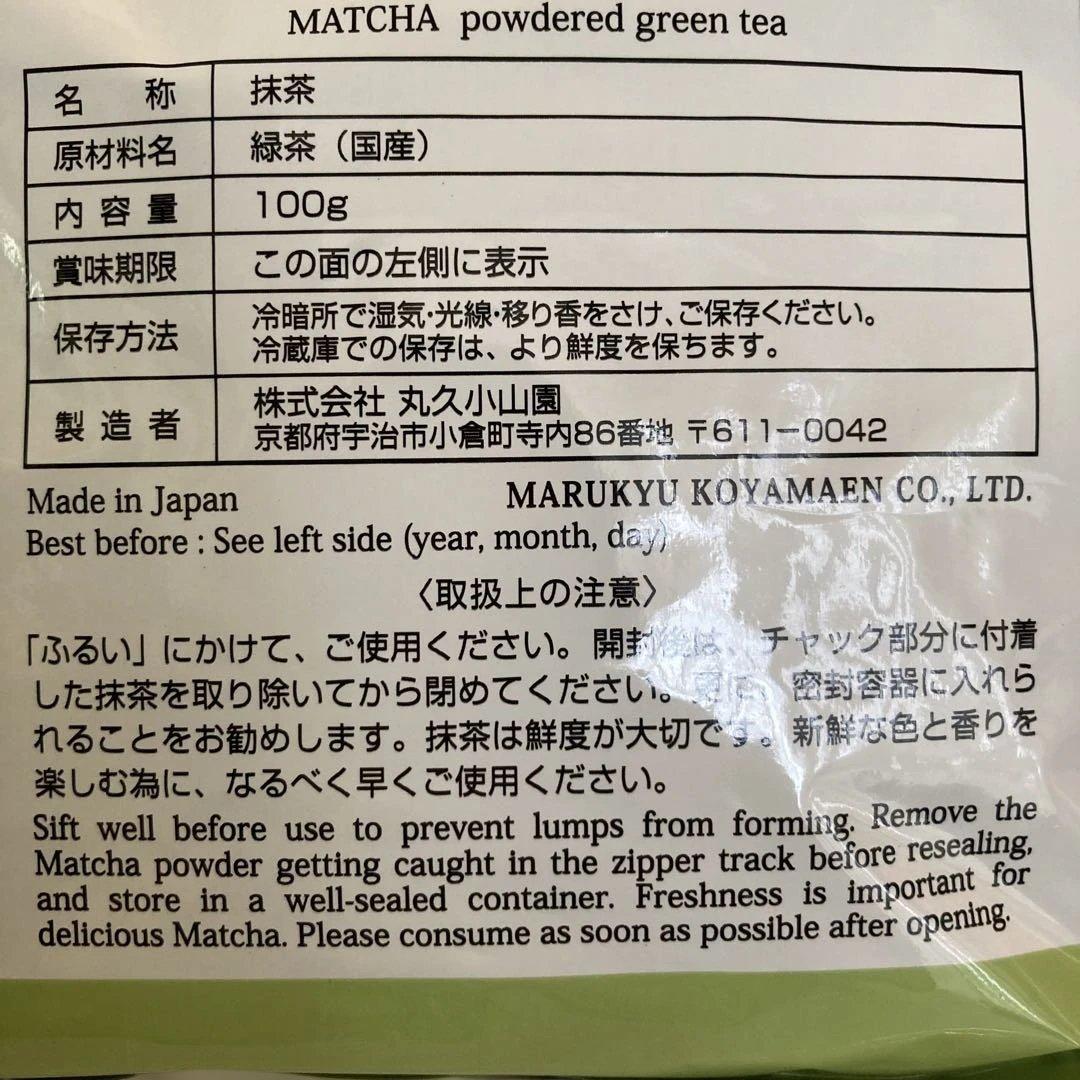 MATCHA powdered green tea
名称 抹茶
原材料名 緑茶（国産）
内容量 100g
賞味期限 この面の左側に表示
保存方法 冷暗所で湿気・光線・移り香をさけ、ご保存ください。
冷蔵庫での保存は、より鮮度を保ちます。
製造者 株式会社 丸久小山園
京都府宇治市小倉町寺内86番地 〒611-0042
Made in Japan MARUKYU KOYAMAEN CO., LTD.
Best before : See left side (year, month, day)
〈取扱上の注意〉
「ふるい」にかけて、ご使用ください。開封後は、チャック部分に付着
した抹茶を取り除いてから閉めてください。更に、密封容器に入れら
れることをお勧めします。抹茶は鮮度が大切です。新鮮な色と香りを
楽しむ為に、なるべく早くご使用ください。
Sift well before use to prevent lumps from forming. Remove the
Matcha powder getting caught in the zipper track before resealing,
and store in a well-sealed container. Freshness is important for
delicious Matcha. Please consume as soon as possible after opening.